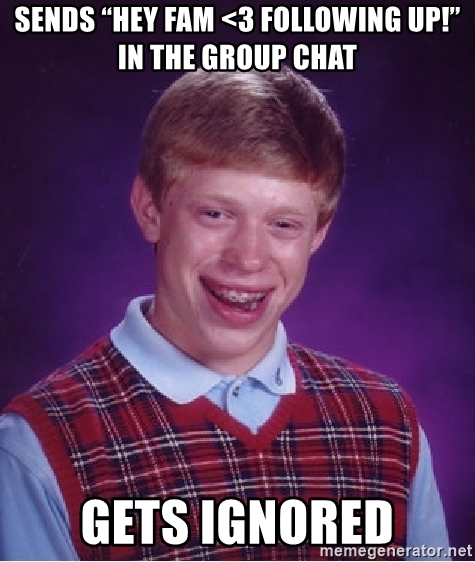 SENDS “HEY FAM <3 FOLLOWING UP!”
IN THE GROUP CHAT
GETS IGNORED
memegenerator.net